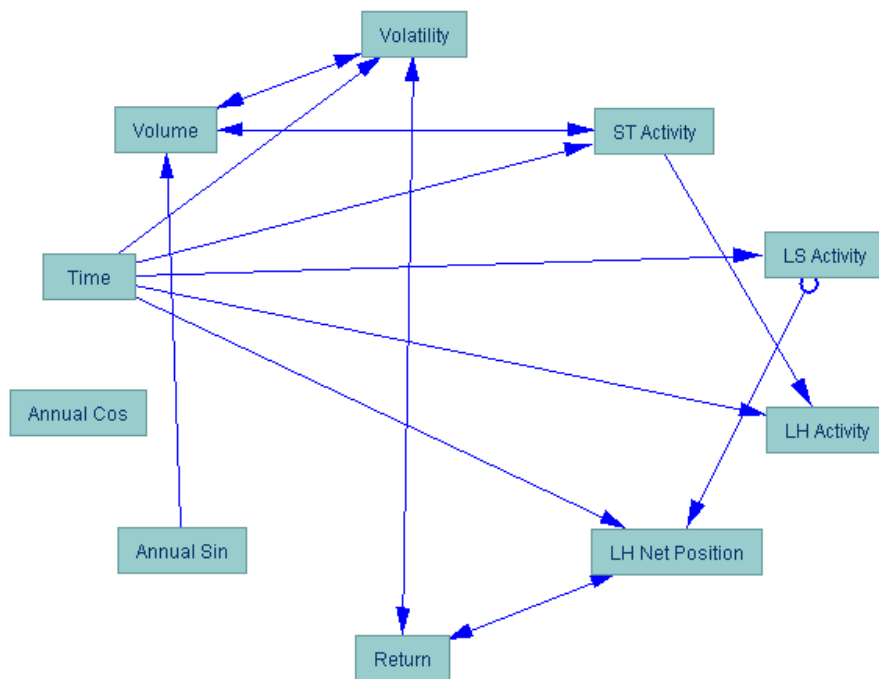 Volatility
Volume
ST Activity
LS Activity
Time
Annual Cos
LH Activity
Annual Sin
LH Net Position
Return